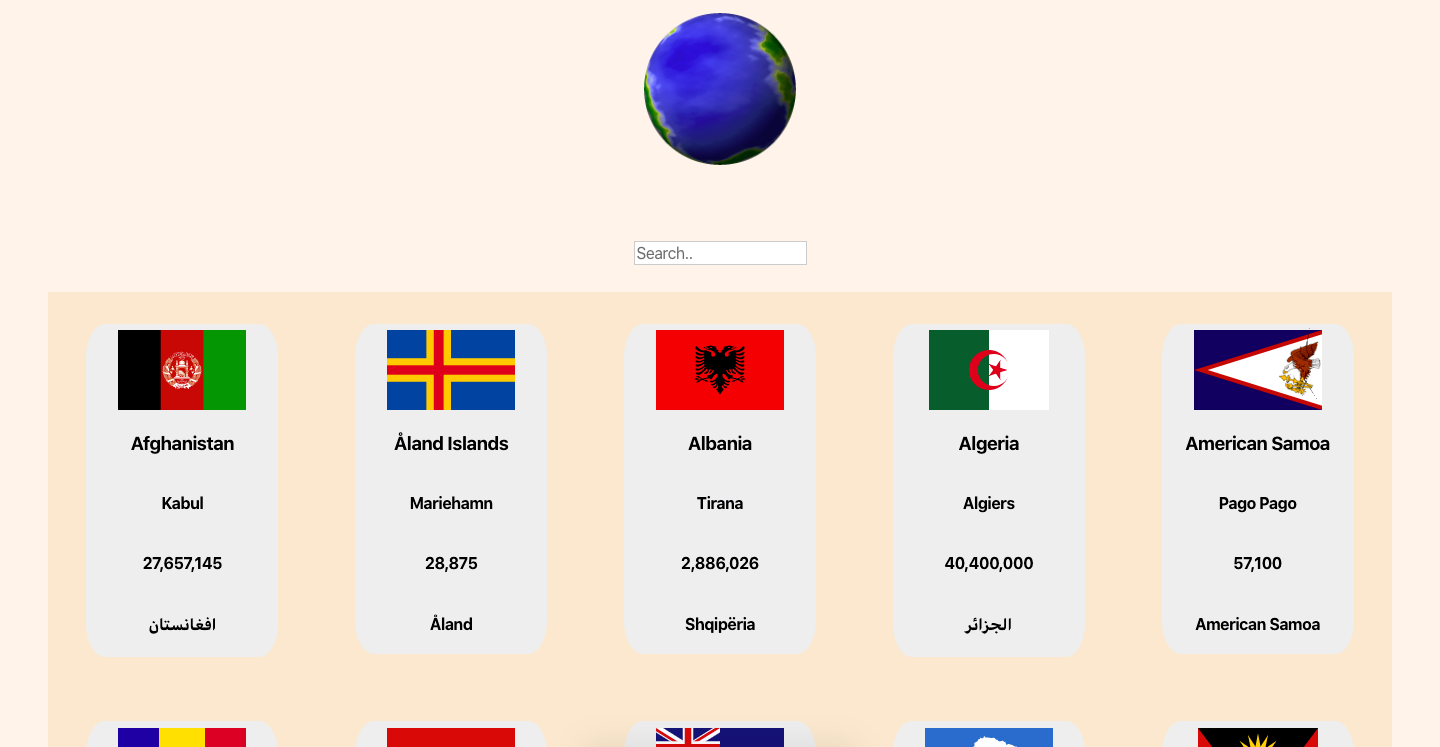 Search..
Afghanistan
Kabul
27,657,145
افغانستان
Åland Islands
Mariehamn
28,875
Åland
Albania
Tirana
2,886,026
Shqipëria
Algeria
Algiers
40,400,000
الجزائر
American Samoa
Pago Pago
57,100
American Samoa